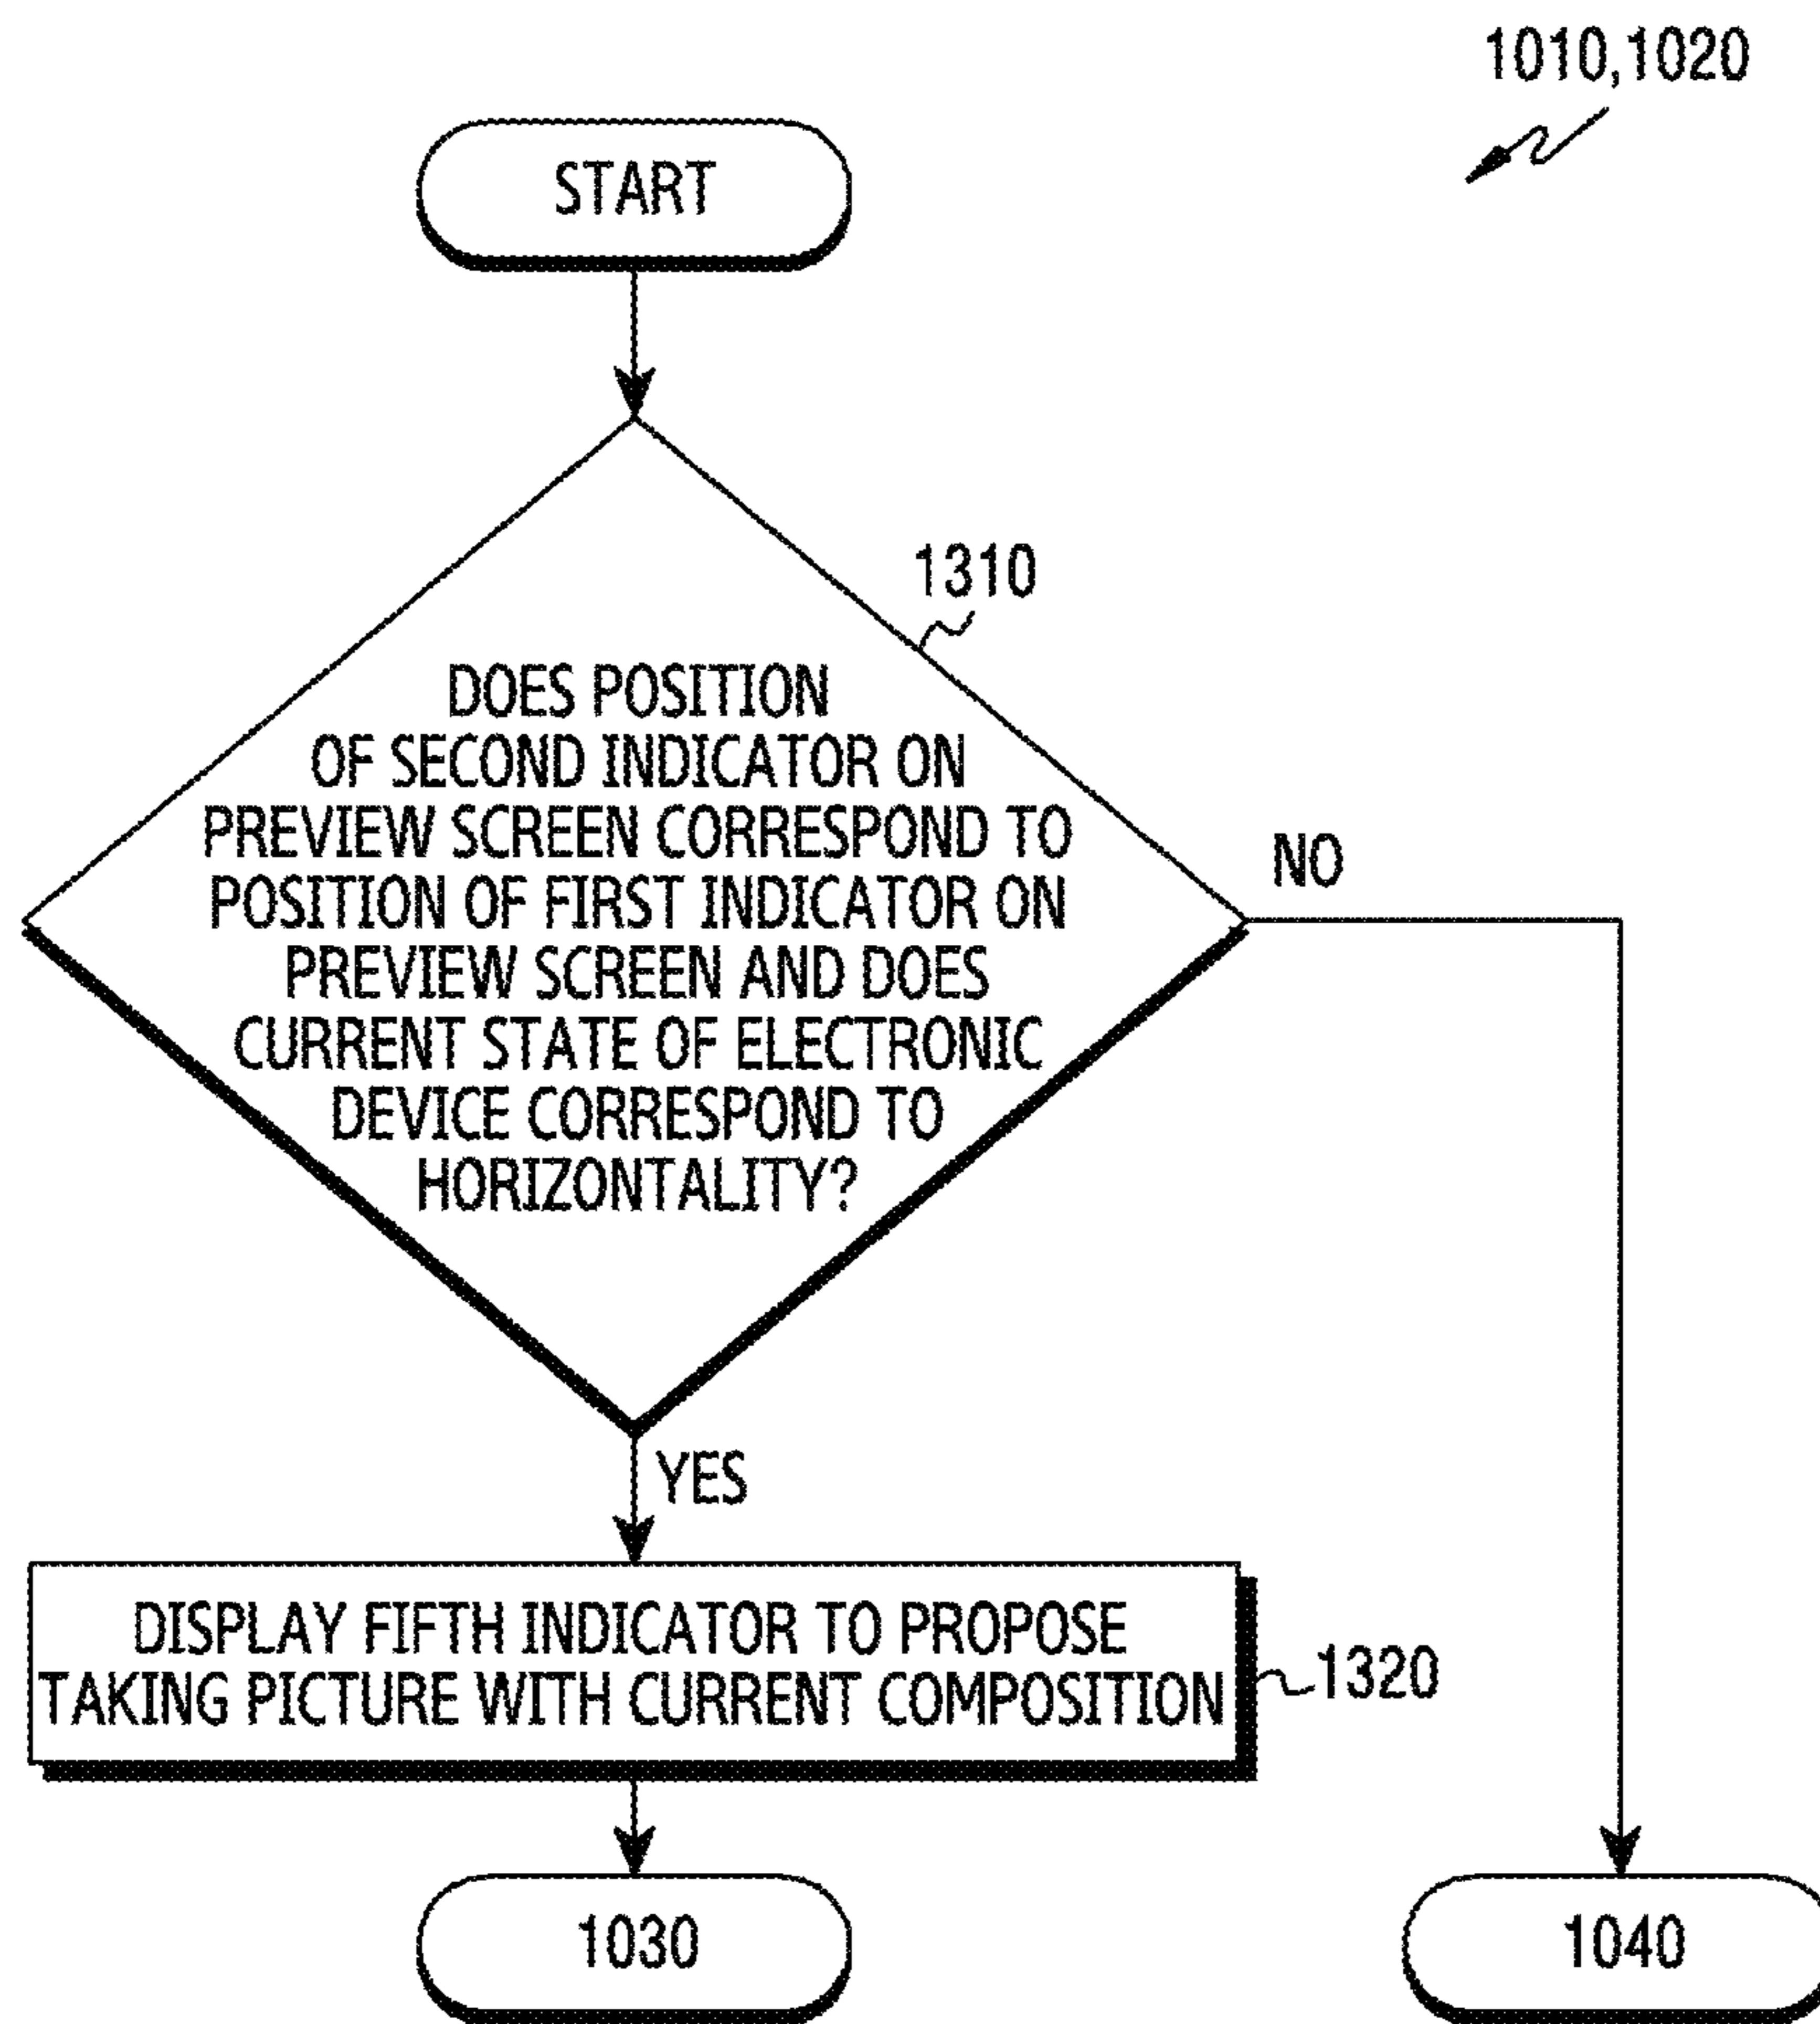 1010,1020
START
1310
DOES POSITION
OF SECOND INDICATOR ON
PREVIEW SCREEN CORRESPOND TO
POSITION OF FIRST INDICATOR ON
PREVIEW SCREEN AND DOES
CURRENT STATE OF ELECTRONIC
DEVICE CORRESPOND TO
HORIZONTALITY?
NO
YES
DISPLAY FIFTH INDICATOR TO PROPOSE
TAKING PICTURE WITH CURRENT COMPOSITION
1320
1030
1040